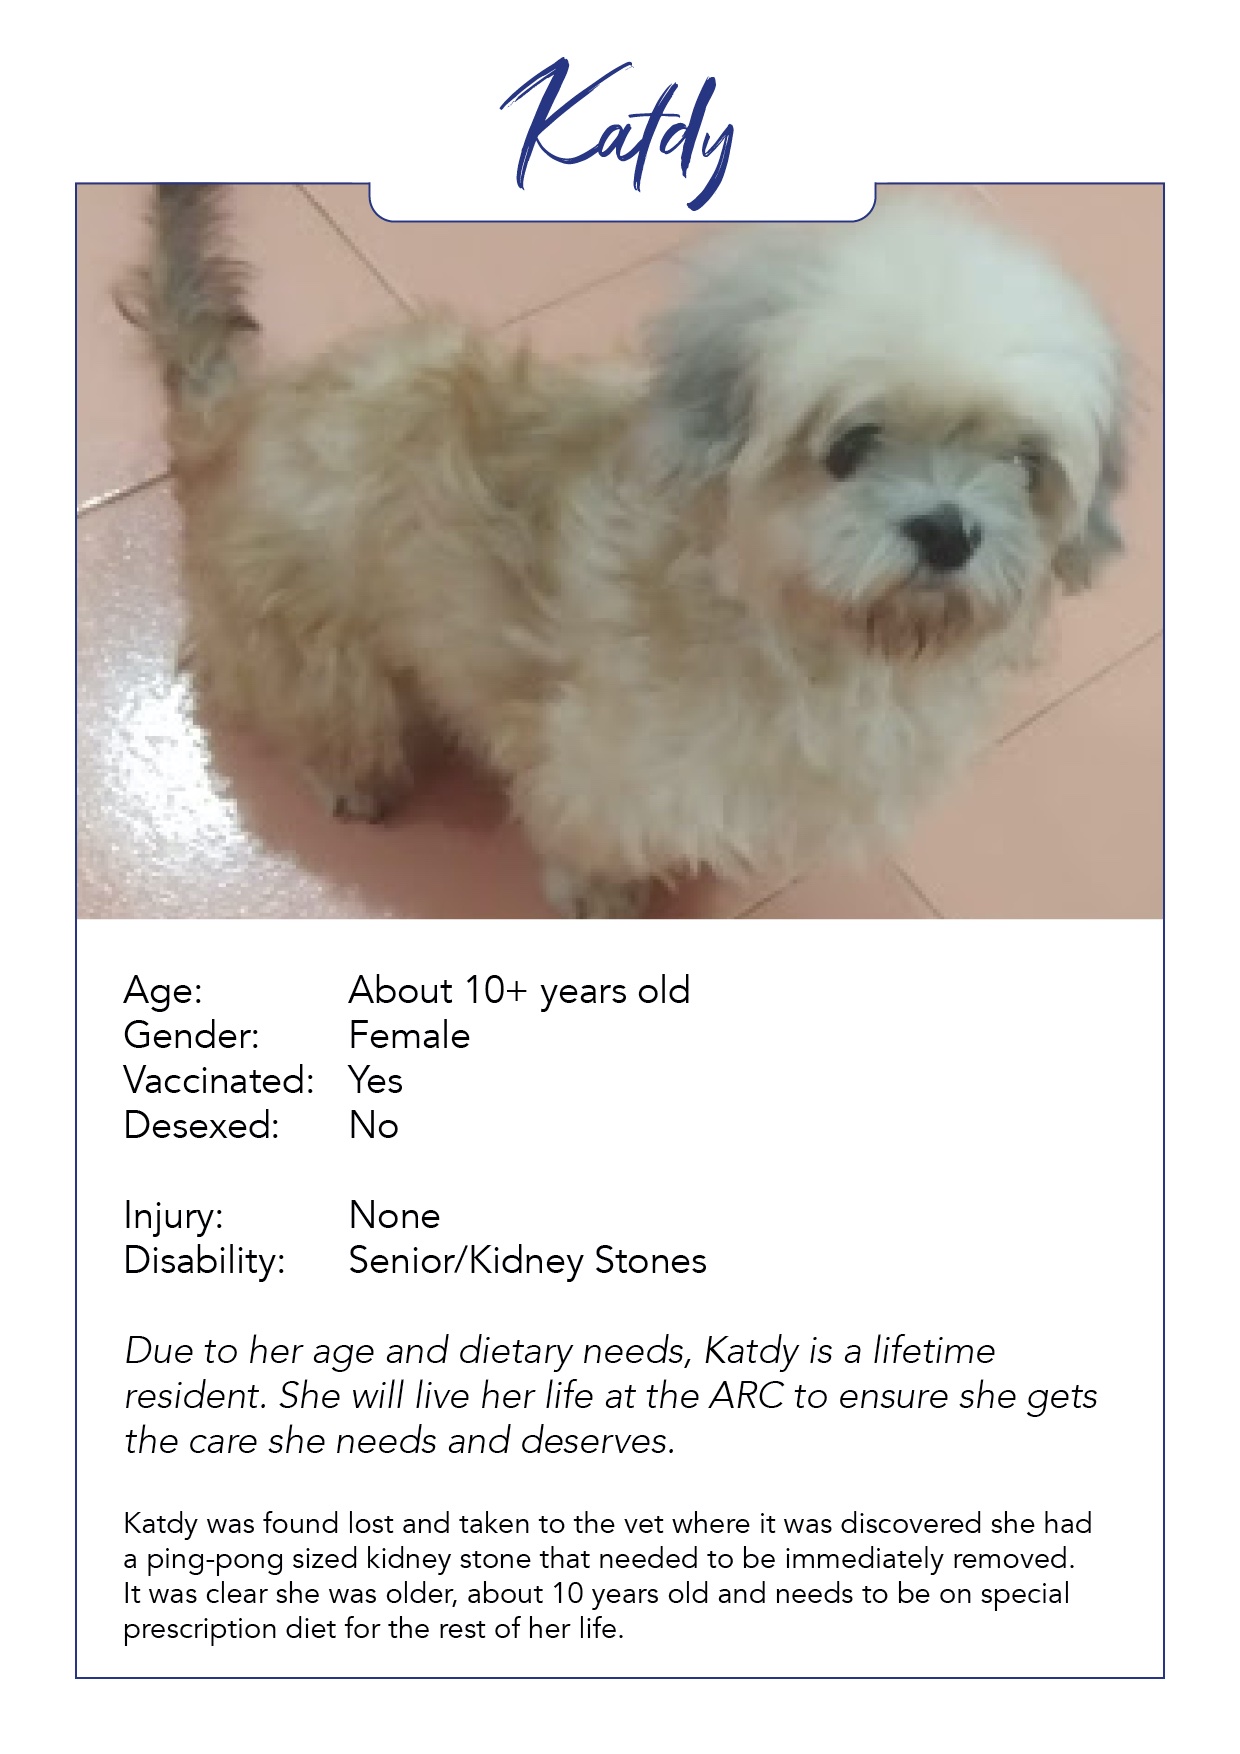 Katdy
Age: About 10+ years old
Gender: Female
Vaccinated: Yes
Desexed: No
Injury: None
Disability: Senior/Kidney Stones
Due to her age and dietary needs, Katdy is a lifetime
resident. She will live her life at the ARC to ensure she gets
the care she needs and deserves.
Katdy was found lost and taken to the vet where it was discovered she had
a ping-pong sized kidney stone that needed to be immediately removed.
It was clear she was older, about 10 years old and needs to be on special
prescription diet for the rest of her life.